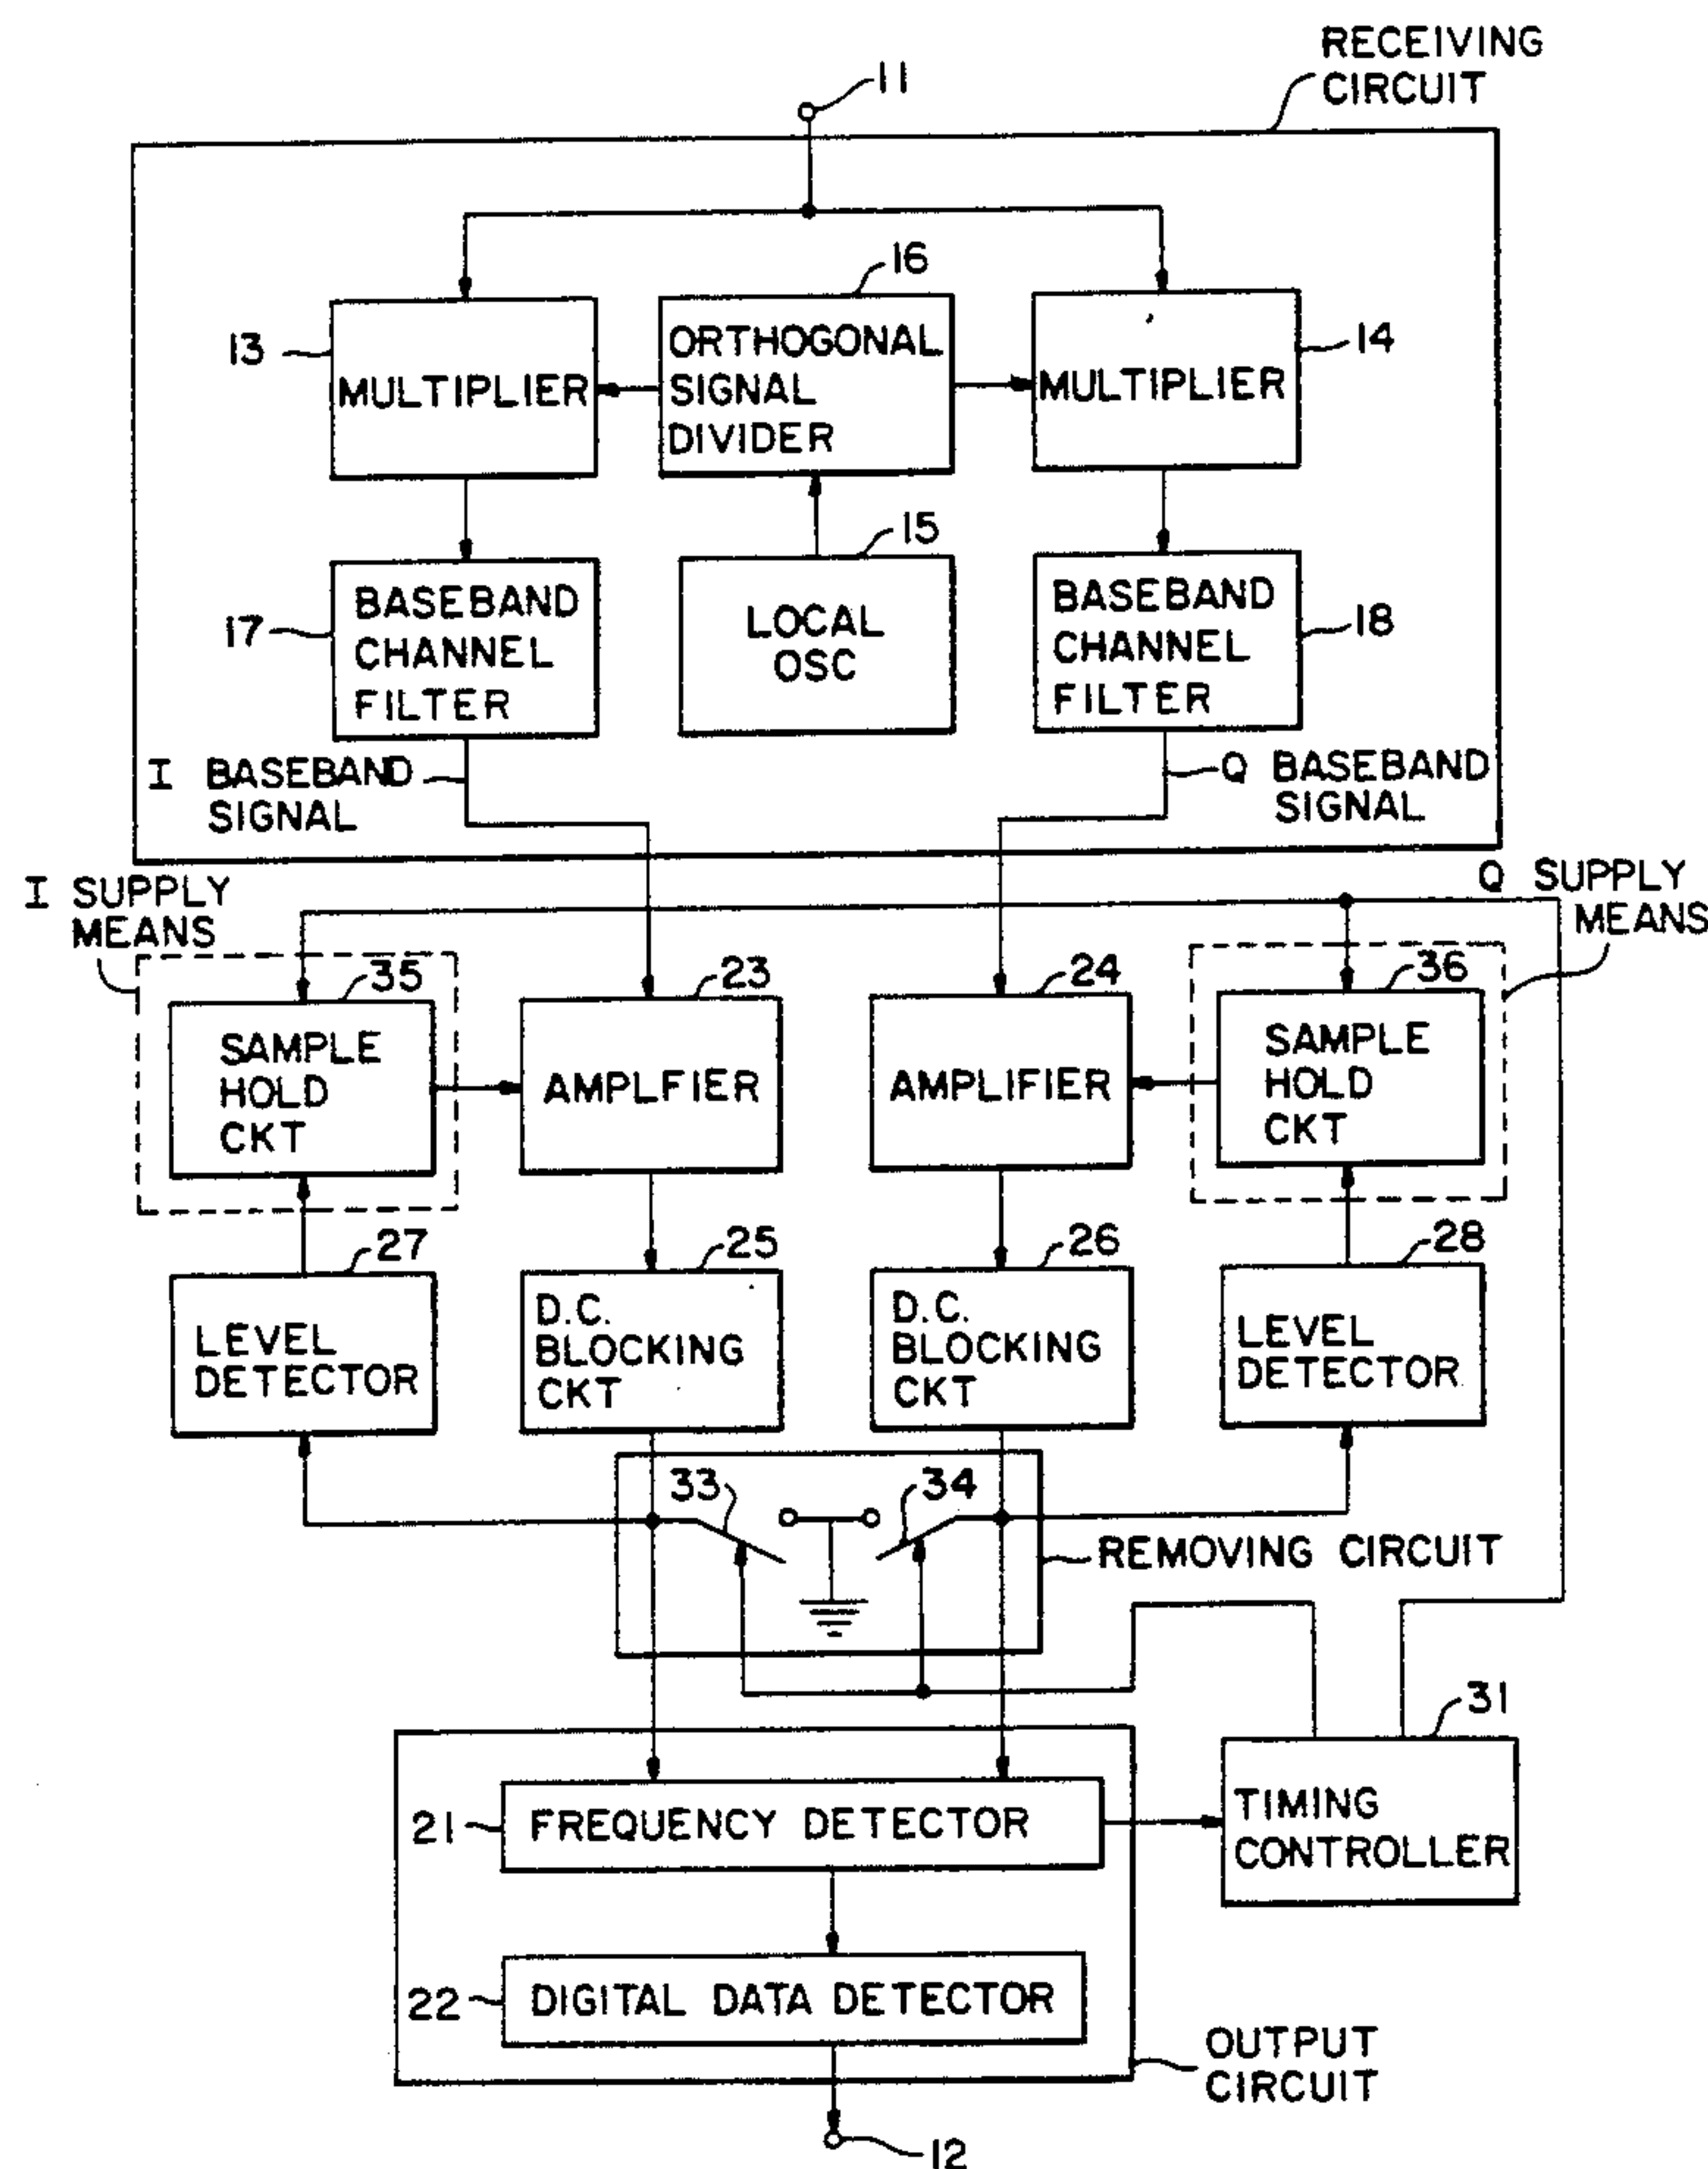 RECEIVING
CIRCUIT
11
16
13
MULTIPLIER
ORTHOGONAL
SIGNAL
DIVIDER
14
MULTIPLIER
15
17
BASEBAND
CHANNEL
FILTER
LOCAL
OSC
BASEBAND
CHANNEL
FILTER
18
I BASEBAND
SIGNAL
Q BASEBAND
SIGNAL
I SUPPLY
MEANS
Q SUPPLY
MEANS
35
23
24
36
SAMPLE
HOLD
CKT
AMPLFIER
AMPLIFIER
SAMPLE
HOLD
CKT
27
25
26
28
LEVEL
DETECTOR
D.C.
BLOCKING
CKT
D.C.
BLOCKING
CKT
LEVEL
DETECTOR
33
34
REMOVING CIRCUIT
31
21
FREQUENCY DETECTOR
TIMING
CONTROLLER
22
DIGITAL DATA DETECTOR
OUTPUT
CIRCUIT
12